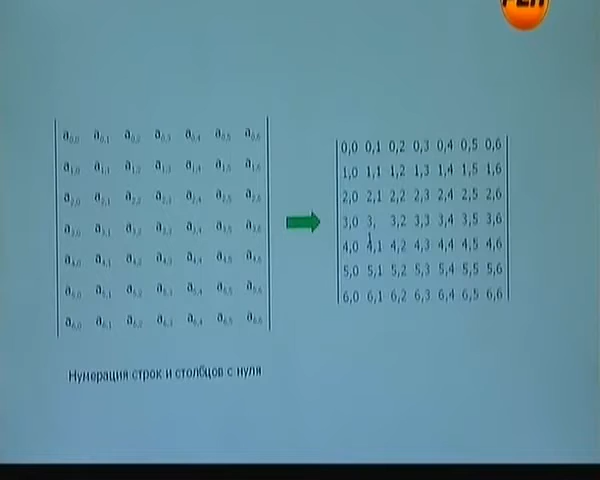 a0,0 a0,1 a0,2 a0,3 a0,4 a0,5 a0,6
a1,0 a1,1 a1,2 a1,3 a1,4 a1,5 a1,6
a2,0 a2,1 a2,2 a2,3 a2,4 a2,5 a2,6
a3,0 a3,1 a3,2 a3,3 a3,4 a3,5 a3,6
a4,0 a4,1 a4,2 a4,3 a4,4 a4,5 a4,6
a5,0 a5,1 a5,2 a5,3 a5,4 a5,5 a5,6
a6,0 a6,1 a6,2 a6,3 a6,4 a6,5 a6,6
0,0 0,1 0,2 0,3 0,4 0,5 0,6
1,0 1,1 1,2 1,3 1,4 1,5 1,6
2,0 2,1 2,2 2,3 2,4 2,5 2,6
3,0 3, 3,2 3,3 3,4 3,5 3,6
1
4,0 4,1 4,2 4,3 4,4 4,5 4,6
5,0 5,1 5,2 5,3 5,4 5,5 5,6
6,0 6,1 6,2 6,3 6,4 6,5 6,6
Нумерация строк и столбцов с нуля